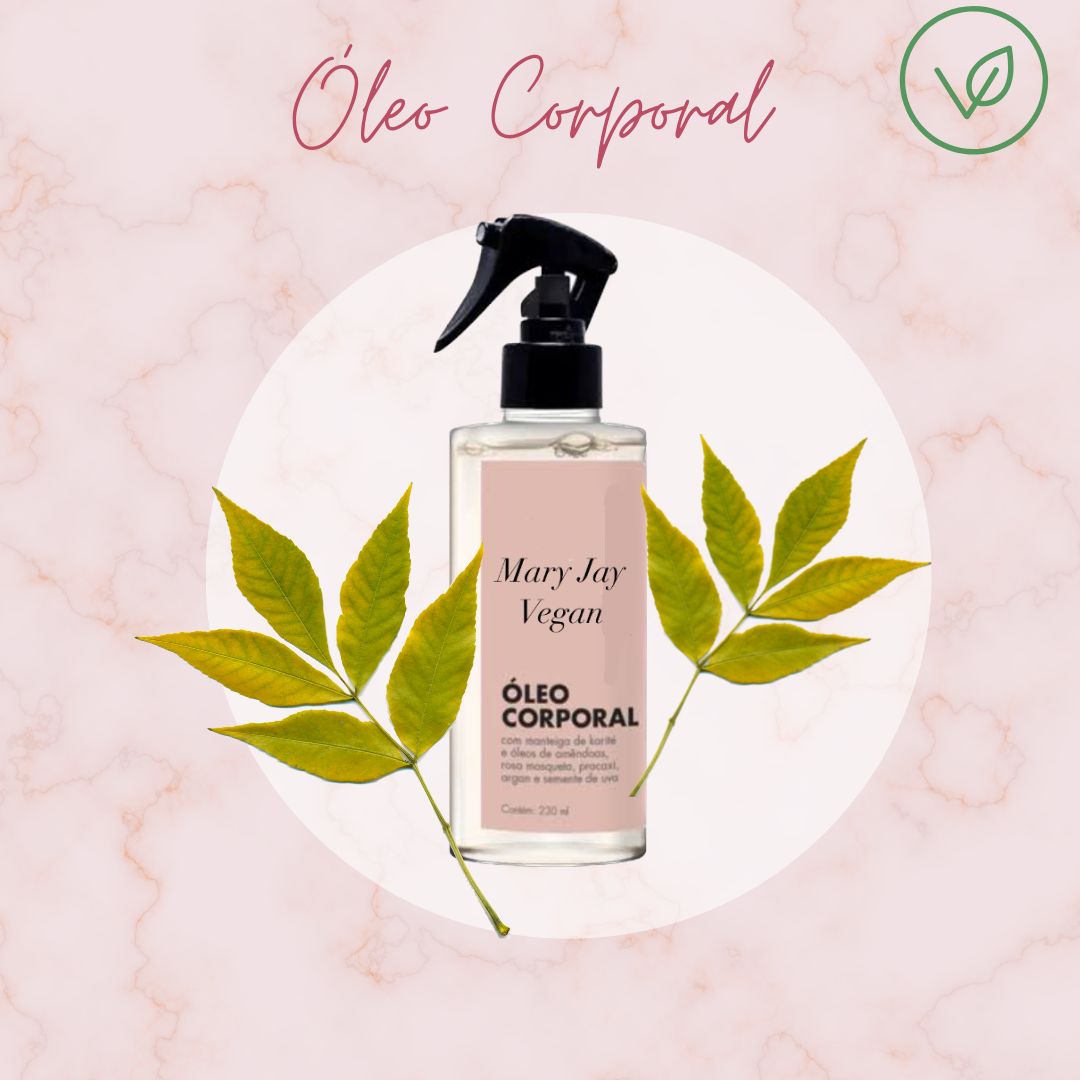 Óleo Corporal
Mary Jay
Vegan
ÓLEO
CORPORAL
com manteiga de karité
e óleos de amêndoas,
rosa mosqueta, pracaxi,
argan e semente de uva
Contém: 220 ml